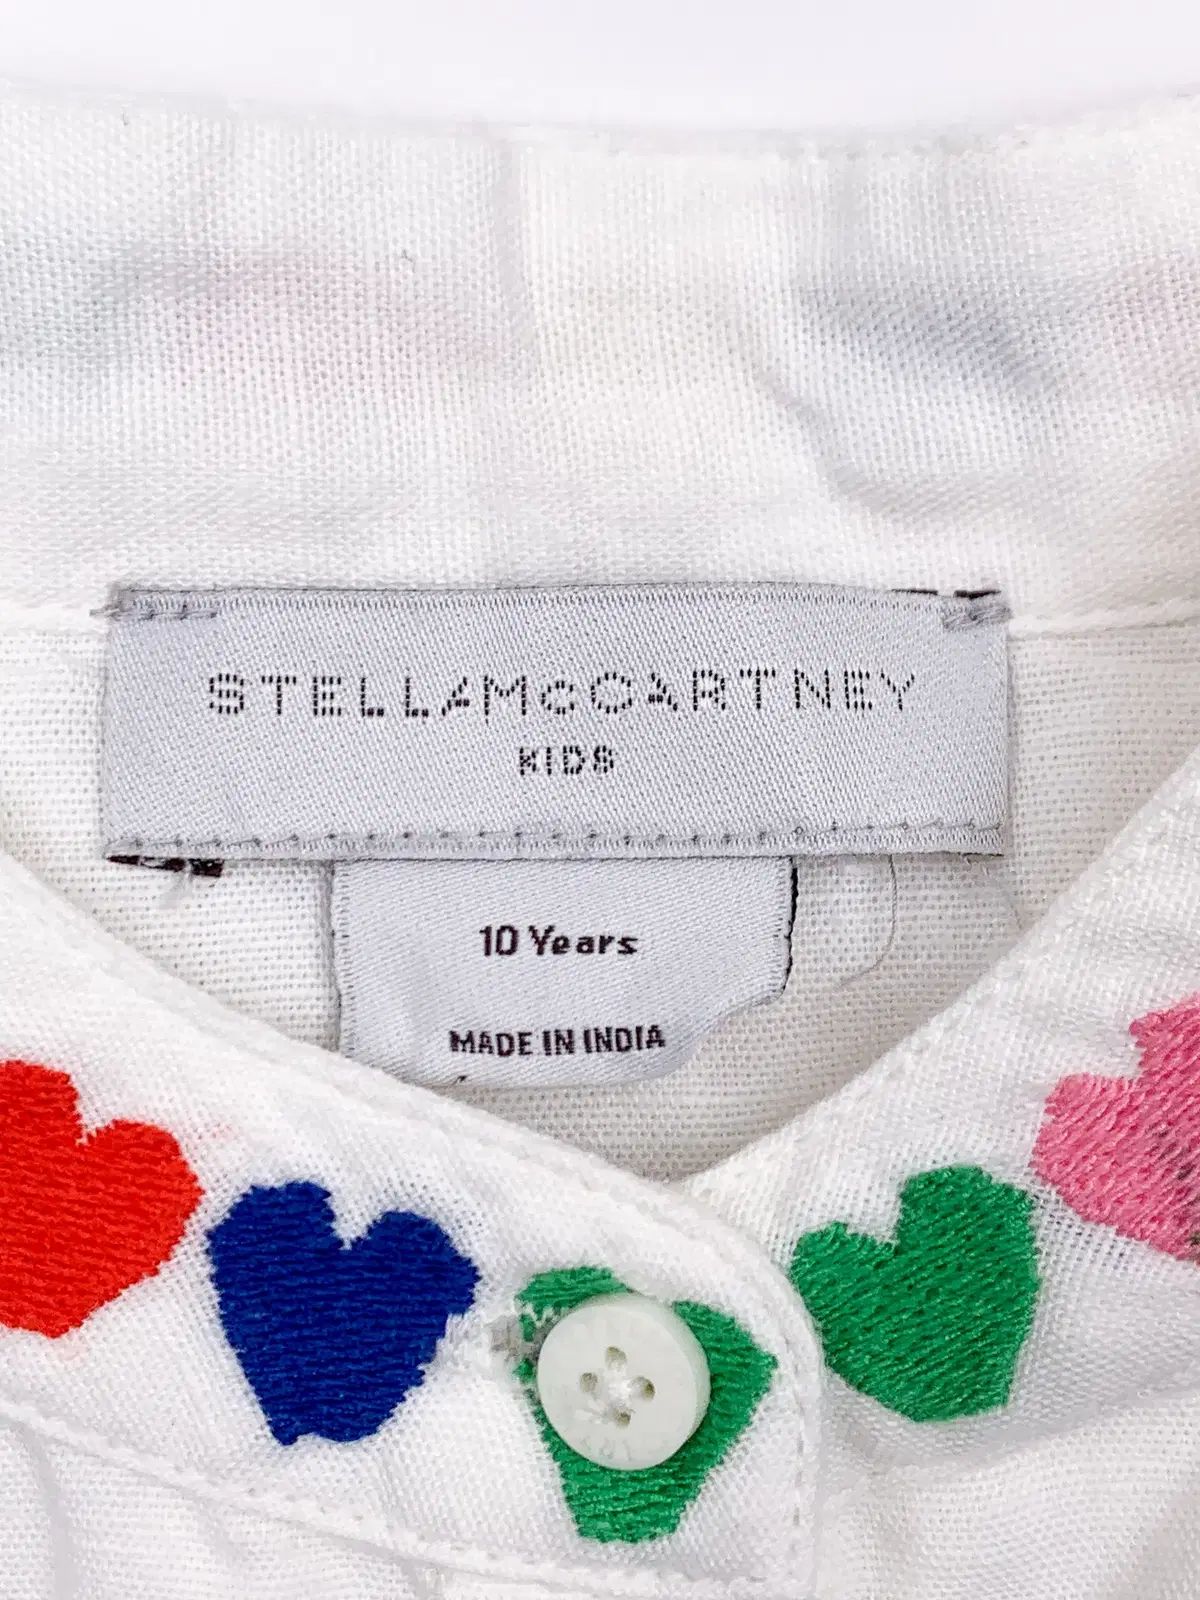 STELLAMcCARTNEY
KIDS
10 Years
MADE IN INDIA